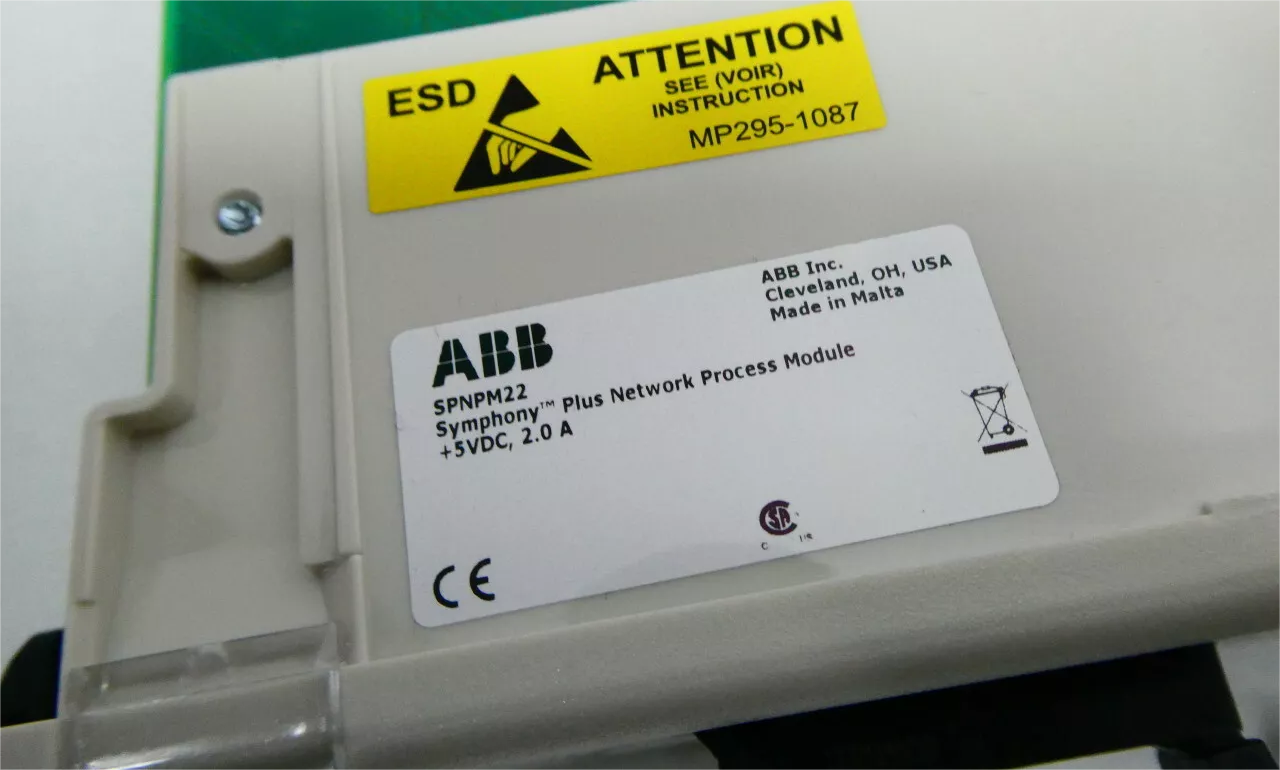 ESD
ATTENTION
SEE (VOIR)
INSTRUCTION
MP295-1087
ABB Inc.
Cleveland, OH, USA
Made in Malta
ABB
SPNPM22
Symphony™ Plus Network Process Module
+5VDC, 2.0 A
CE
C